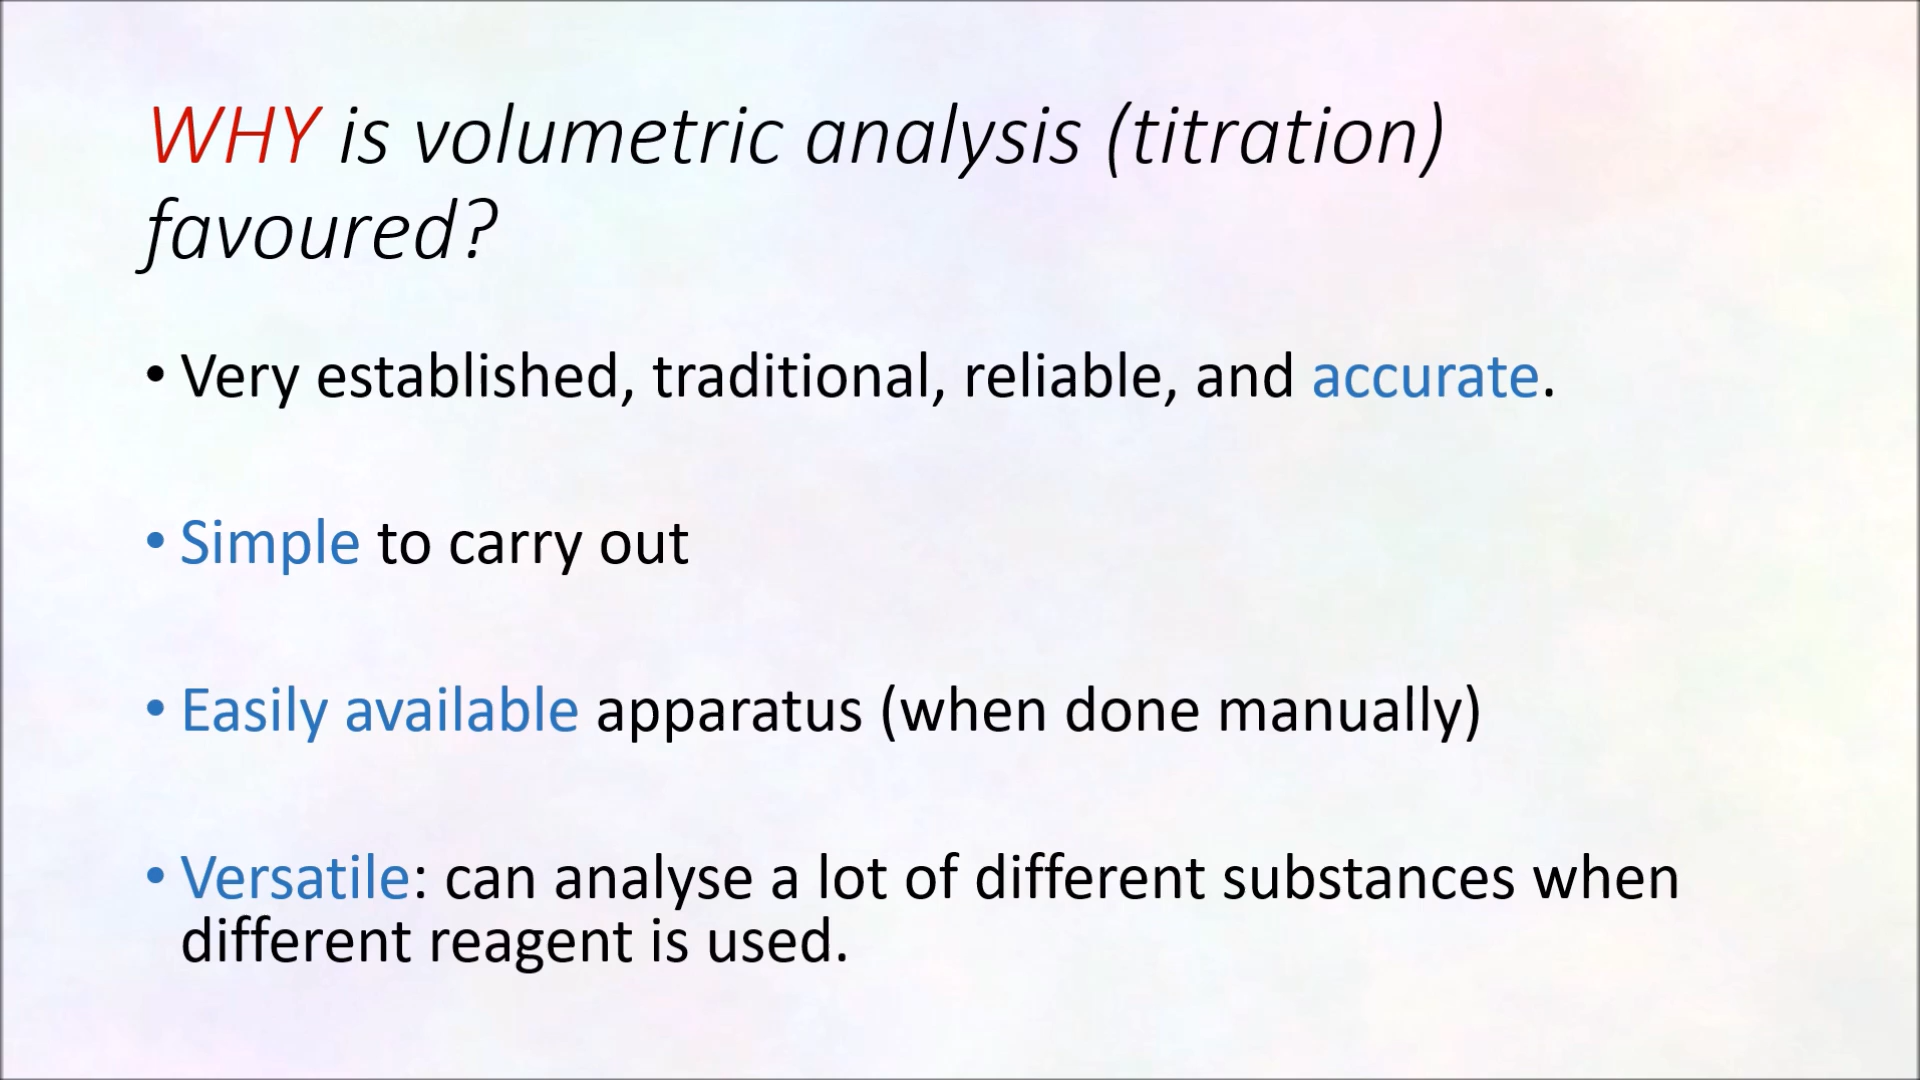 WHY is volumetric analysis (titration)
favoured?
• Very established, traditional, reliable, and accurate.
• Simple to carry out
• Easily available apparatus (when done manually)
• Versatile: can analyse a lot of different substances when
different reagent is used.